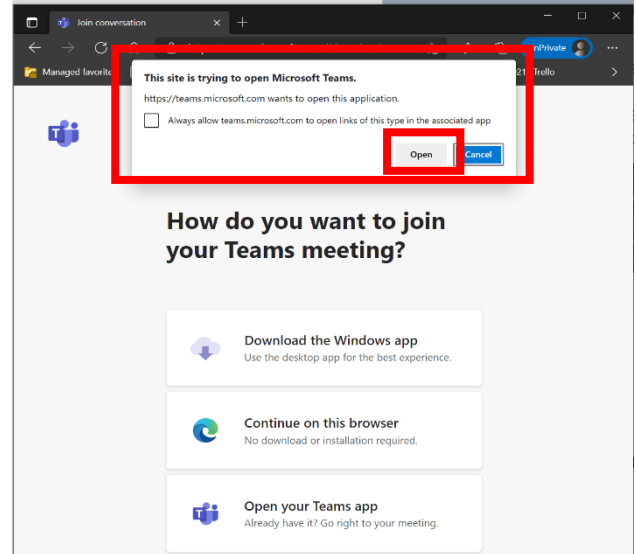 Join conversation
InPrivate
Managed favorite
Trello
This site is trying to open Microsoft Teams.
https://teams.microsoft.com wants to open this application.
Always allow teams.microsoft.com to open links of this type in the associated app
Open
Cancel
How do you want to join
your Teams meeting?
Download the Windows app
Use the desktop app for the best experience.
Continue on this browser
No download or installation required.
Open your Teams app
Already have it? Go right to your meeting.